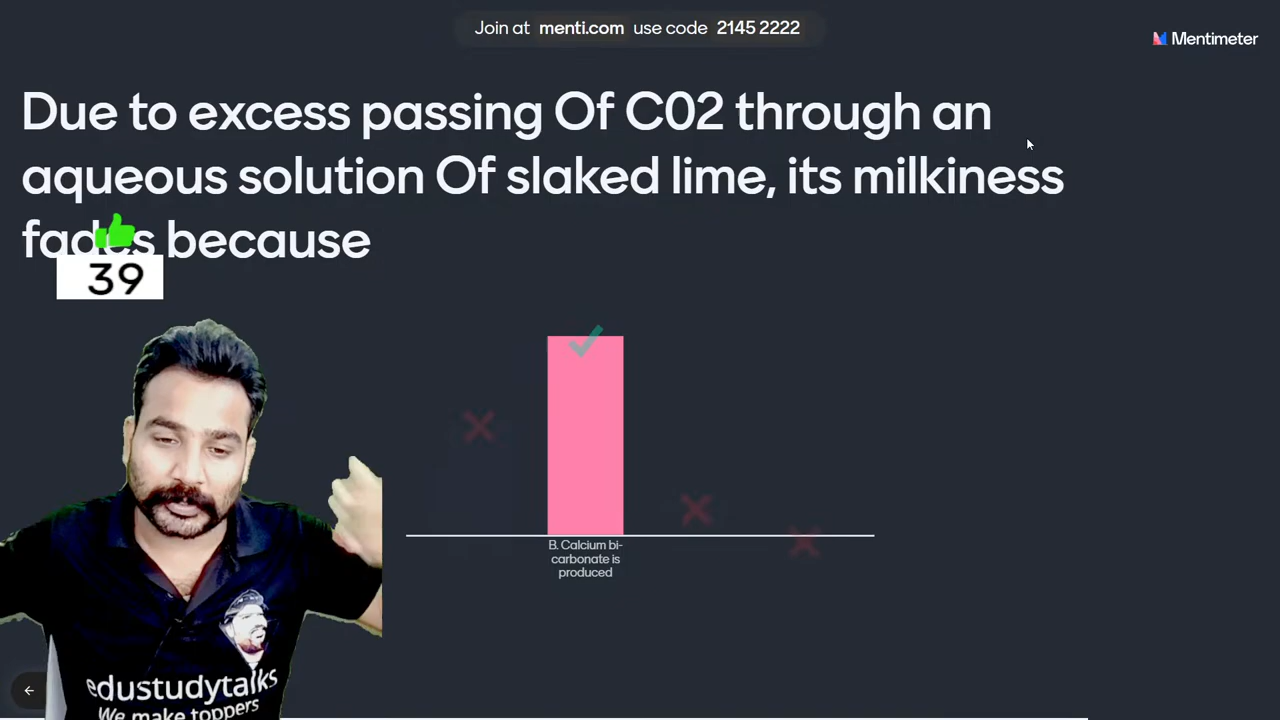 Join at menti.com use code 2145 2222
Mentimeter
Due to excess passing Of C02 through an
aqueous solution Of slaked lime, its milkiness
fades because
39
B. Calcium bi-
carbonate is
produced
edustudytalks
We make toppers